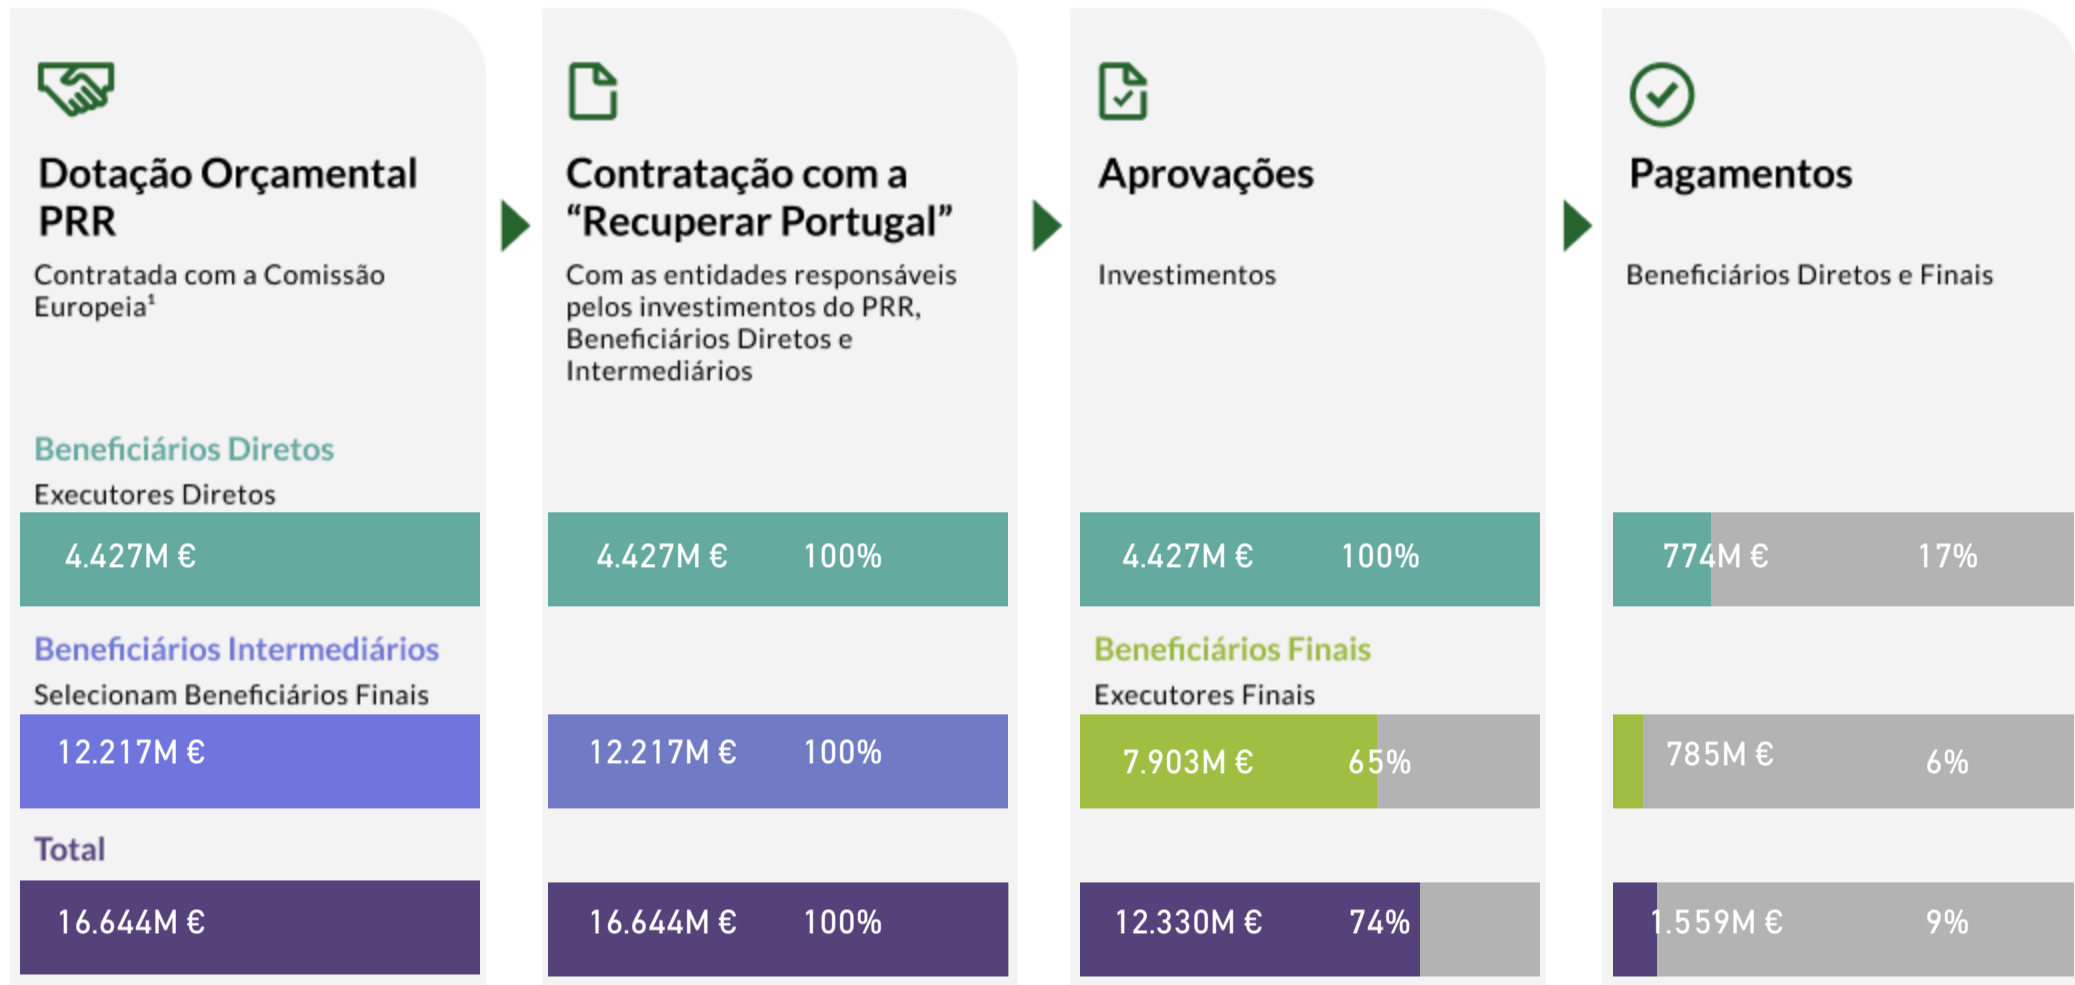 Dotação Orçamental
PRR
Contratada com a Comissão
Europeia¹
Contratação com a
“Recuperar Portugal”
Com as entidades responsáveis
pelos investimentos do PRR,
Beneficiários Diretos e
Intermediários
Aprovações
Investimentos
Pagamentos
Beneficiários Diretos e Finais
Beneficiários Diretos
Executores Diretos
4.427M €
4.427M € 100%
4.427M € 100%
774M € 17%
Beneficiários Intermediários
Selecionam Beneficiários Finais
Beneficiários Finais
Executores Finais
12.217M €
12.217M € 100%
7.903M € 65%
785M € 6%
Total
16.644M €
16.644M € 100%
12.330M € 74%
1.559M € 9%